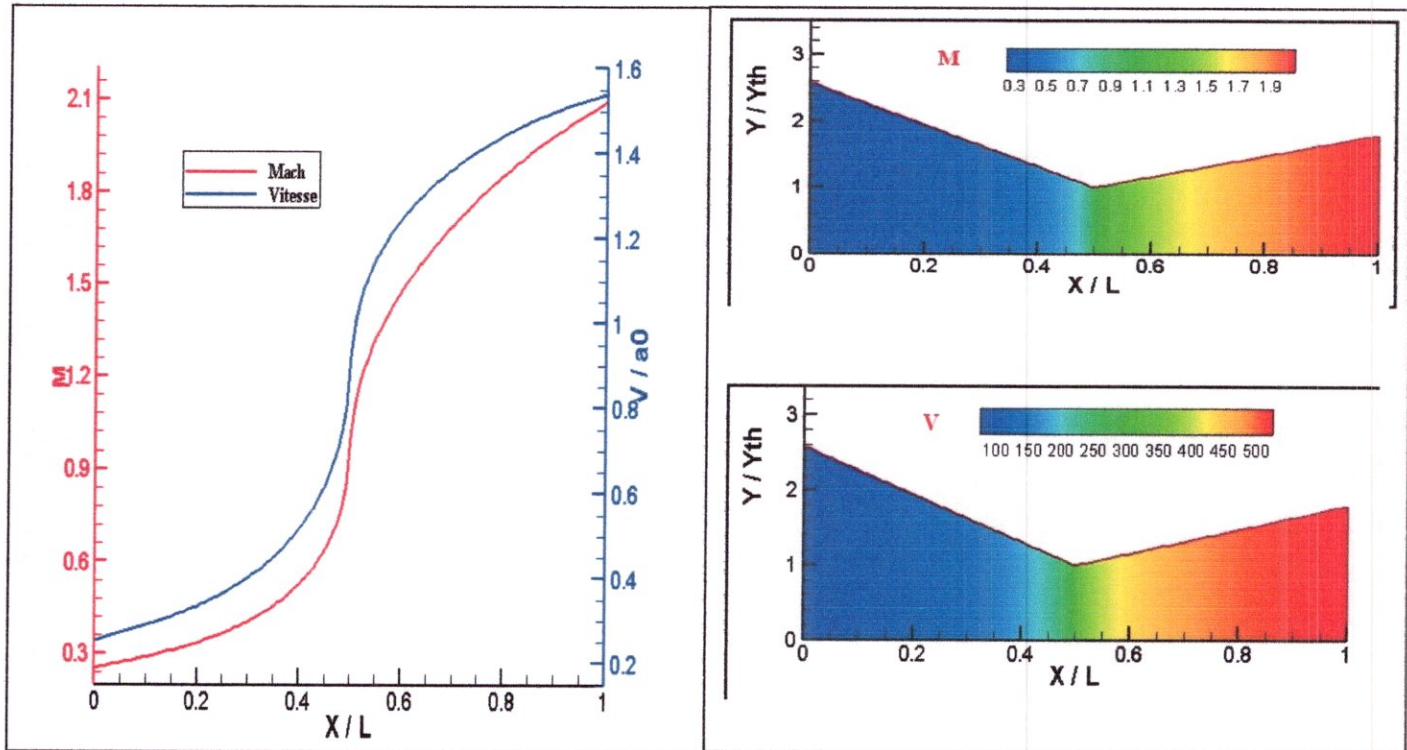 2.1
1.8
1.5
1.2
0.9
0.6
0.3
M
1.6
1.4
1.2
1
0.8
0.6
0.4
0.2
V / a0
Mach
Vitesse
0 0.2 0.4 0.6 0.8 1
X / L
M
0.3 0.5 0.7 0.9 1.1 1.3 1.5 1.7 1.9
3
2
1
0
Y / Yth
0 0.2 0.4 0.6 0.8 1
X / L
V
100 150 200 250 300 350 400 450 500
3
2
1
0
Y / Yth
0 0.2 0.4 0.6 0.8 1
X / L